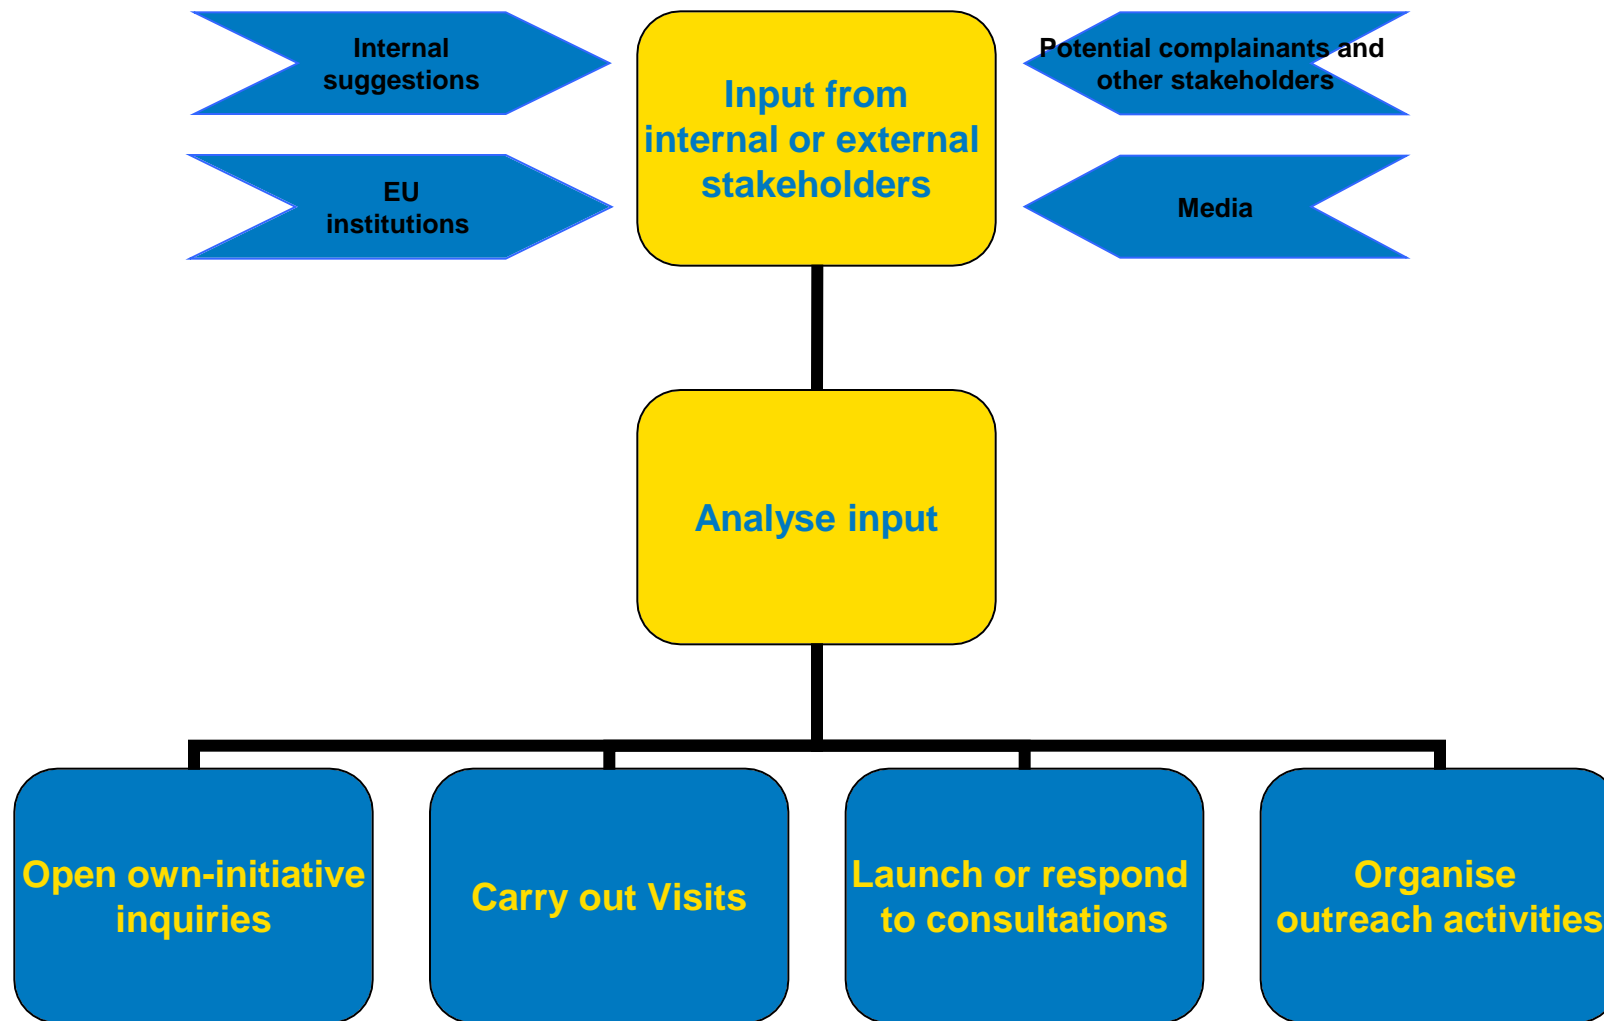 Internal
suggestions
Input from
internal or external
stakeholders
Potential complainants and
other stakeholders
EU
institutions
Media
Analyse input
Open own-initiative
inquiries
Carry out Visits
Launch or respond
to consultations
Organise
outreach activities